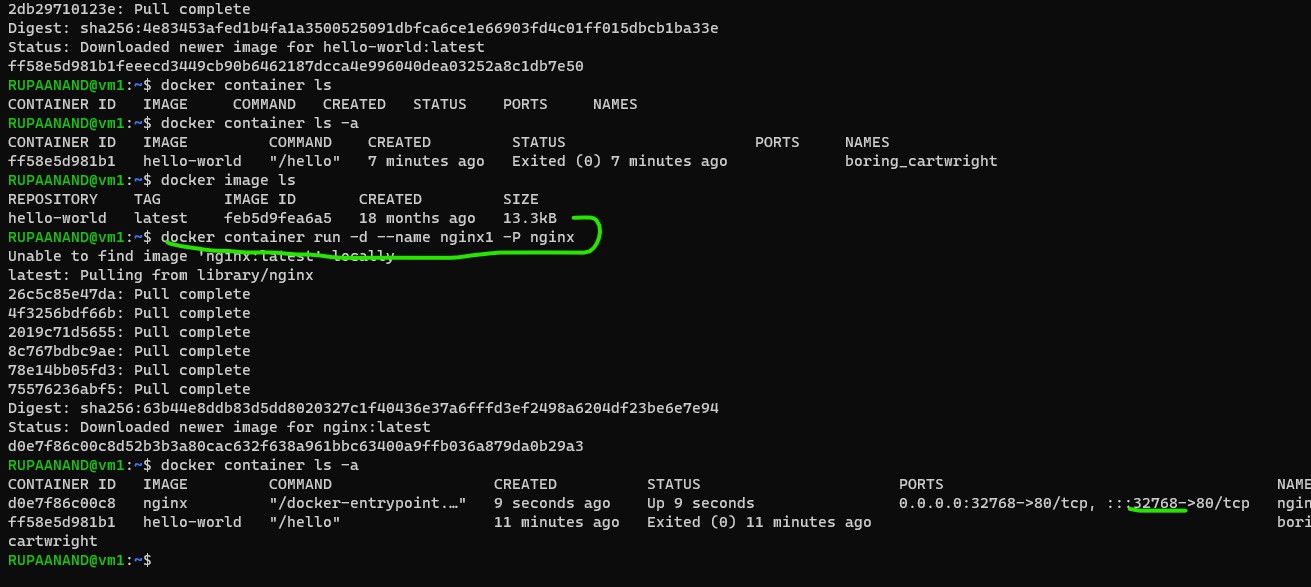 2db29710123e: Pull complete
Digest: sha256:4e83453afed1b4fa1a3500525091dbfca6ce1e66903fd4c01ff015dbcb1ba33e
Status: Downloaded newer image for hello-world:latest
ff58e5d981b1feeecd3449cb90b6462187dcca4e996040dea03252a8c1db7e50
RUPAANAND@vm1:~$ docker container ls
CONTAINER ID   IMAGE     COMMAND   CREATED   STATUS    PORTS     NAMES
RUPAANAND@vm1:~$ docker container ls -a
CONTAINER ID   IMAGE         COMMAND    CREATED         STATUS                     PORTS     NAMES
ff58e5d981b1   hello-world   "/hello"   7 minutes ago   Exited (0) 7 minutes ago             boring_cartwright
RUPAANAND@vm1:~$ docker image ls
REPOSITORY    TAG       IMAGE ID       CREATED         SIZE
hello-world   latest    feb5d9fea6a5   18 months ago   13.3kB
RUPAANAND@vm1:~$ docker container run -d --name nginx1 -P nginx
Unable to find image 'nginx:latest' locally
latest: Pulling from library/nginx
26c5c85e47da: Pull complete
4f3256bdf66b: Pull complete
2019c71d5655: Pull complete
8c767bdbc9ae: Pull complete
78e14bb05fd3: Pull complete
75576236abf5: Pull complete
Digest: sha256:63b44e8ddb83d5dd8020327c1f40436e37a6fffd3ef2498a6204df23be6e7e94
Status: Downloaded newer image for nginx:latest
d0e7f86c00c8d52b3b3a80cac632f638a961bbc63400a9ffb036a879da0b29a3
RUPAANAND@vm1:~$ docker container ls -a
CONTAINER ID   IMAGE         COMMAND                  CREATED          STATUS                      PORTS                                     NAME
d0e7f86c00c8   nginx         "/docker-entrypoint.…"   9 seconds ago    Up 9 seconds                0.0.0.0:32768->80/tcp, :::32768->80/tcp   ngin
ff58e5d981b1   hello-world   "/hello"                 11 minutes ago   Exited (0) 11 minutes ago                                             bori
cartwright
RUPAANAND@vm1:~$